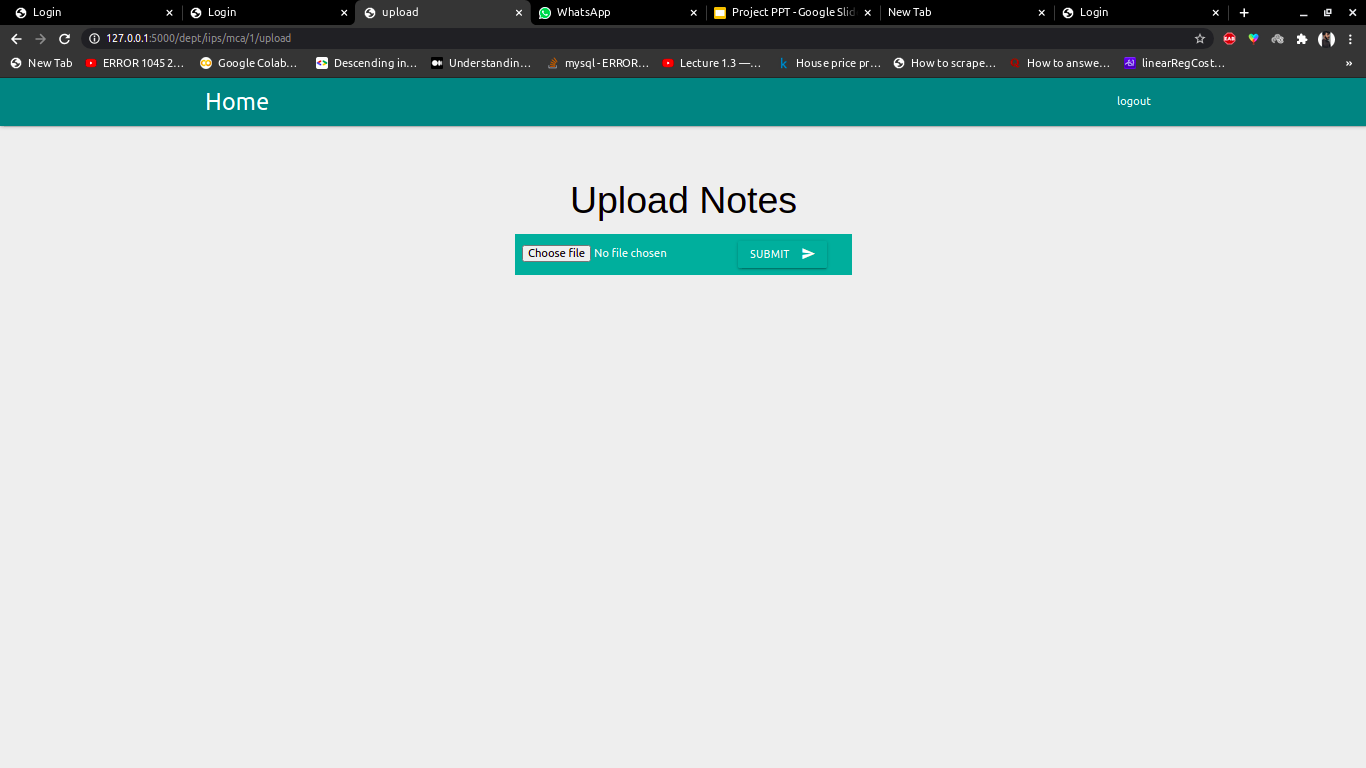 Login Login upload WhatsApp Project PPT - Google Slid New Tab Login
127.0.0.1:5000/dept/iips/mca/1/upload
New Tab ERROR 1045 2... Google Colab... Descending in... Understandin... mysql - ERROR... Lecture 1.3 —... House price pr... How to scrape... How to answe... linearRegCost... »
Home logout
Upload Notes
Choose file No file chosen SUBMIT